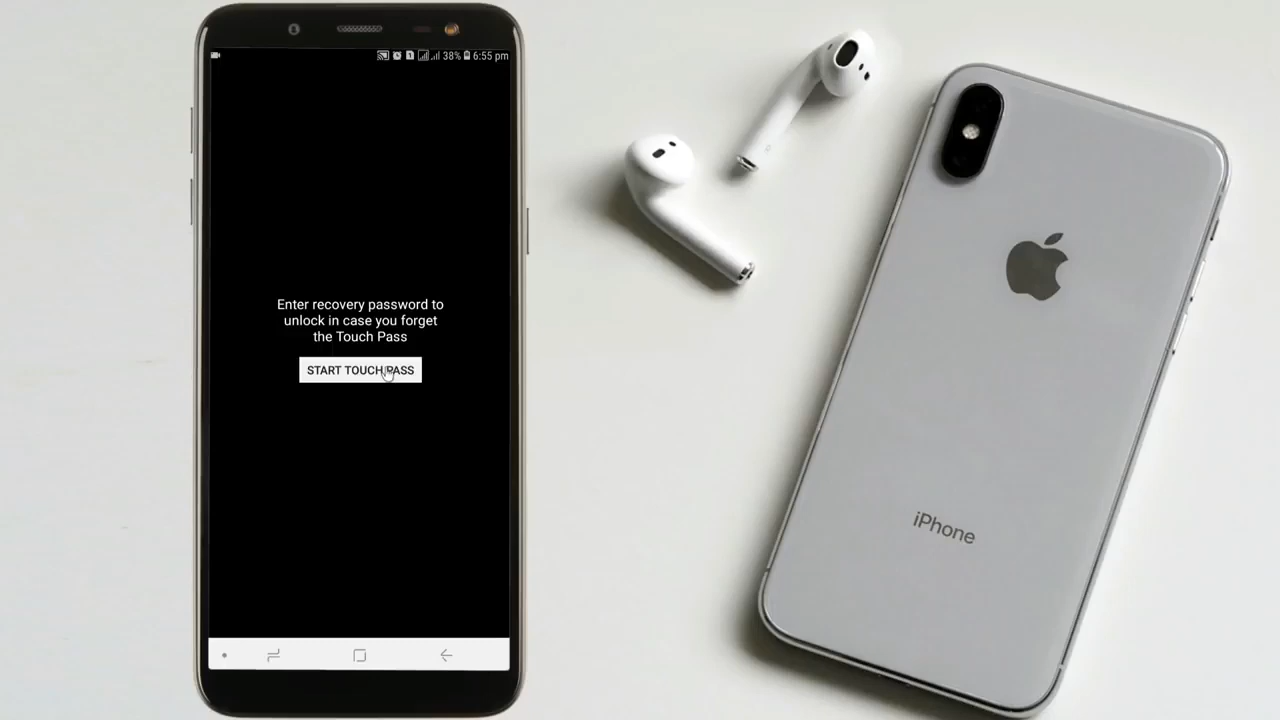 38% 6:55 pm
Enter recovery password to
unlock in case you forget
the Touch Pass
START TOUCH PASS
iPhone